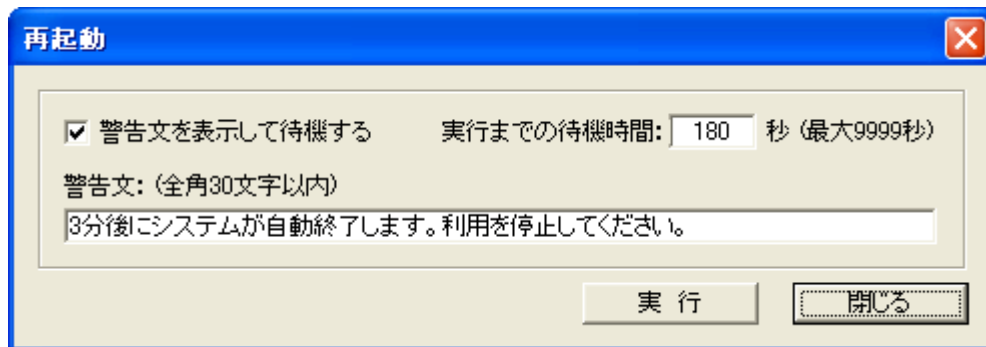 再起動
警告文を表示して待機する 実行までの待機時間: 180 秒 (最大9999秒)
警告文: (全角30文字以内)
3分後にシステムが自動終了します。利用を停止してください。
実 行 閉じる